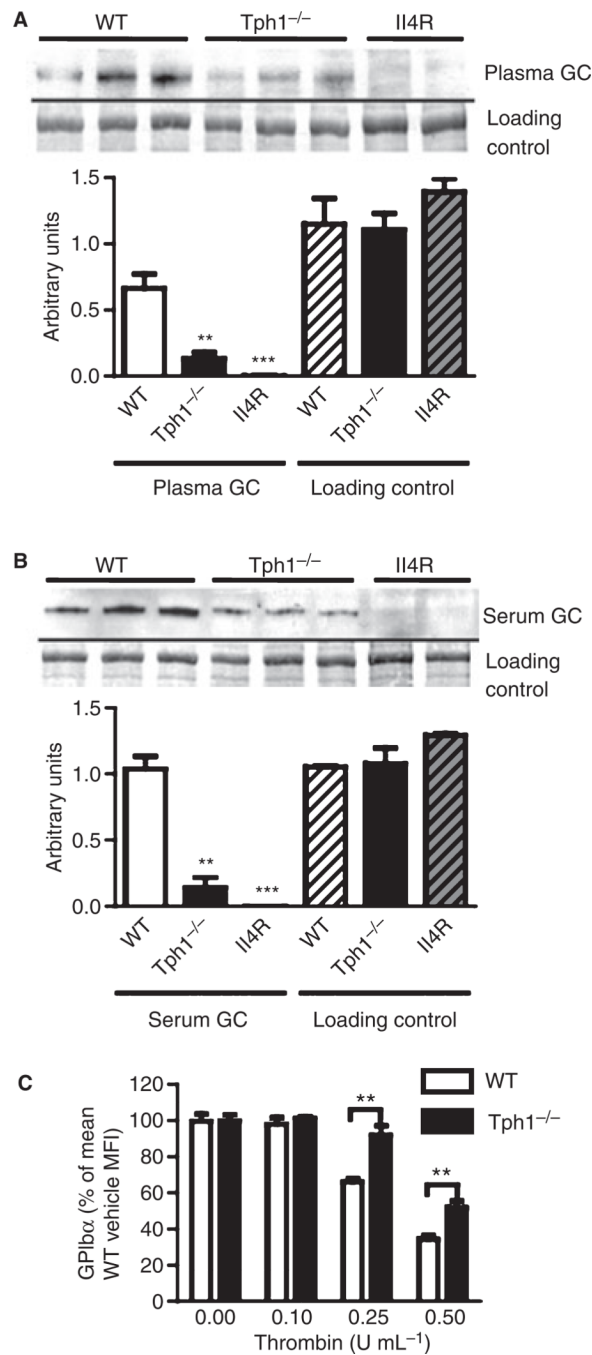 A
WT Tph1–/– Il4R
Plasma GC
Loading
control
Arbitrary units
1.5
1.0
0.5
0.0
**
***
WT Tph1–/– Il4R WT Tph1–/– Il4R
Plasma GC Loading control
B
WT Tph1–/– Il4R
Serum GC
Loading
control
Arbitrary units
1.5
1.0
0.5
0.0
**
***
WT Tph1–/– Il4R WT Tph1–/– Il4R
Serum GC Loading control
C
WT
Tph1–/–
GPIbα (% of mean
WT vehicle MFI)
120
100
80
60
40
20
0
**
**
0.00 0.10 0.25 0.50
Thrombin (U mL–1)